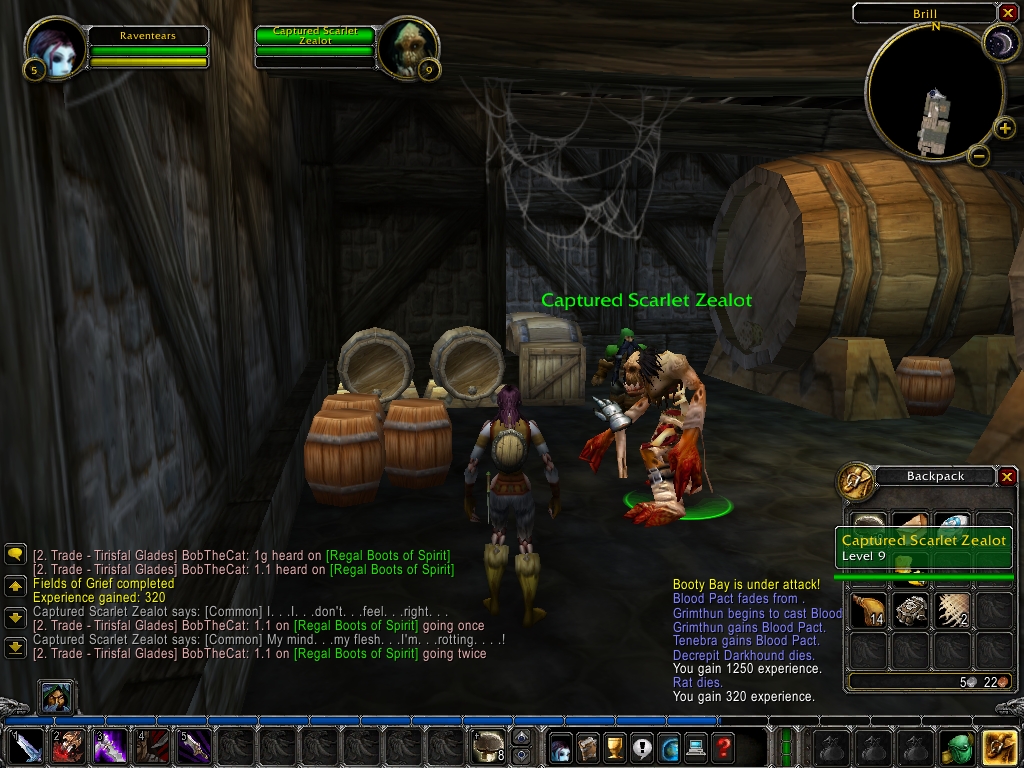 Raventears
5
Captured Scarlet
Zealot
9
Brill
N
Captured Scarlet Zealot
Backpack
Captured Scarlet Zealot
Level 9
14
2
5 22
[2. Trade - Tirisfal Glades] BobTheCat: 1g heard on [Regal Boots of Spirit]
[2. Trade - Tirisfal Glades] BobTheCat: 1.1 heard on [Regal Boots of Spirit]
Fields of Grief completed
Experience gained: 320
Captured Scarlet Zealot says: [Common] I. . .I. . .don't. . .feel. . .right. . .
[2. Trade - Tirisfal Glades] BobTheCat: 1.1 on [Regal Boots of Spirit] going once
Captured Scarlet Zealot says: [Common] My mind. . .my flesh. . .I'm. . .rotting. . . .!
[2. Trade - Tirisfal Glades] BobTheCat: 1.1 on [Regal Boots of Spirit] going twice
Booty Bay is under attack!
Blood Pact fades from .
Grimthun begins to cast Blood
Grimthun gains Blood Pact.
Tenebra gains Blood Pact.
Decrepit Darkhound dies.
You gain 1250 experience.
Rat dies.
You gain 320 experience.
2 3 4 5 8